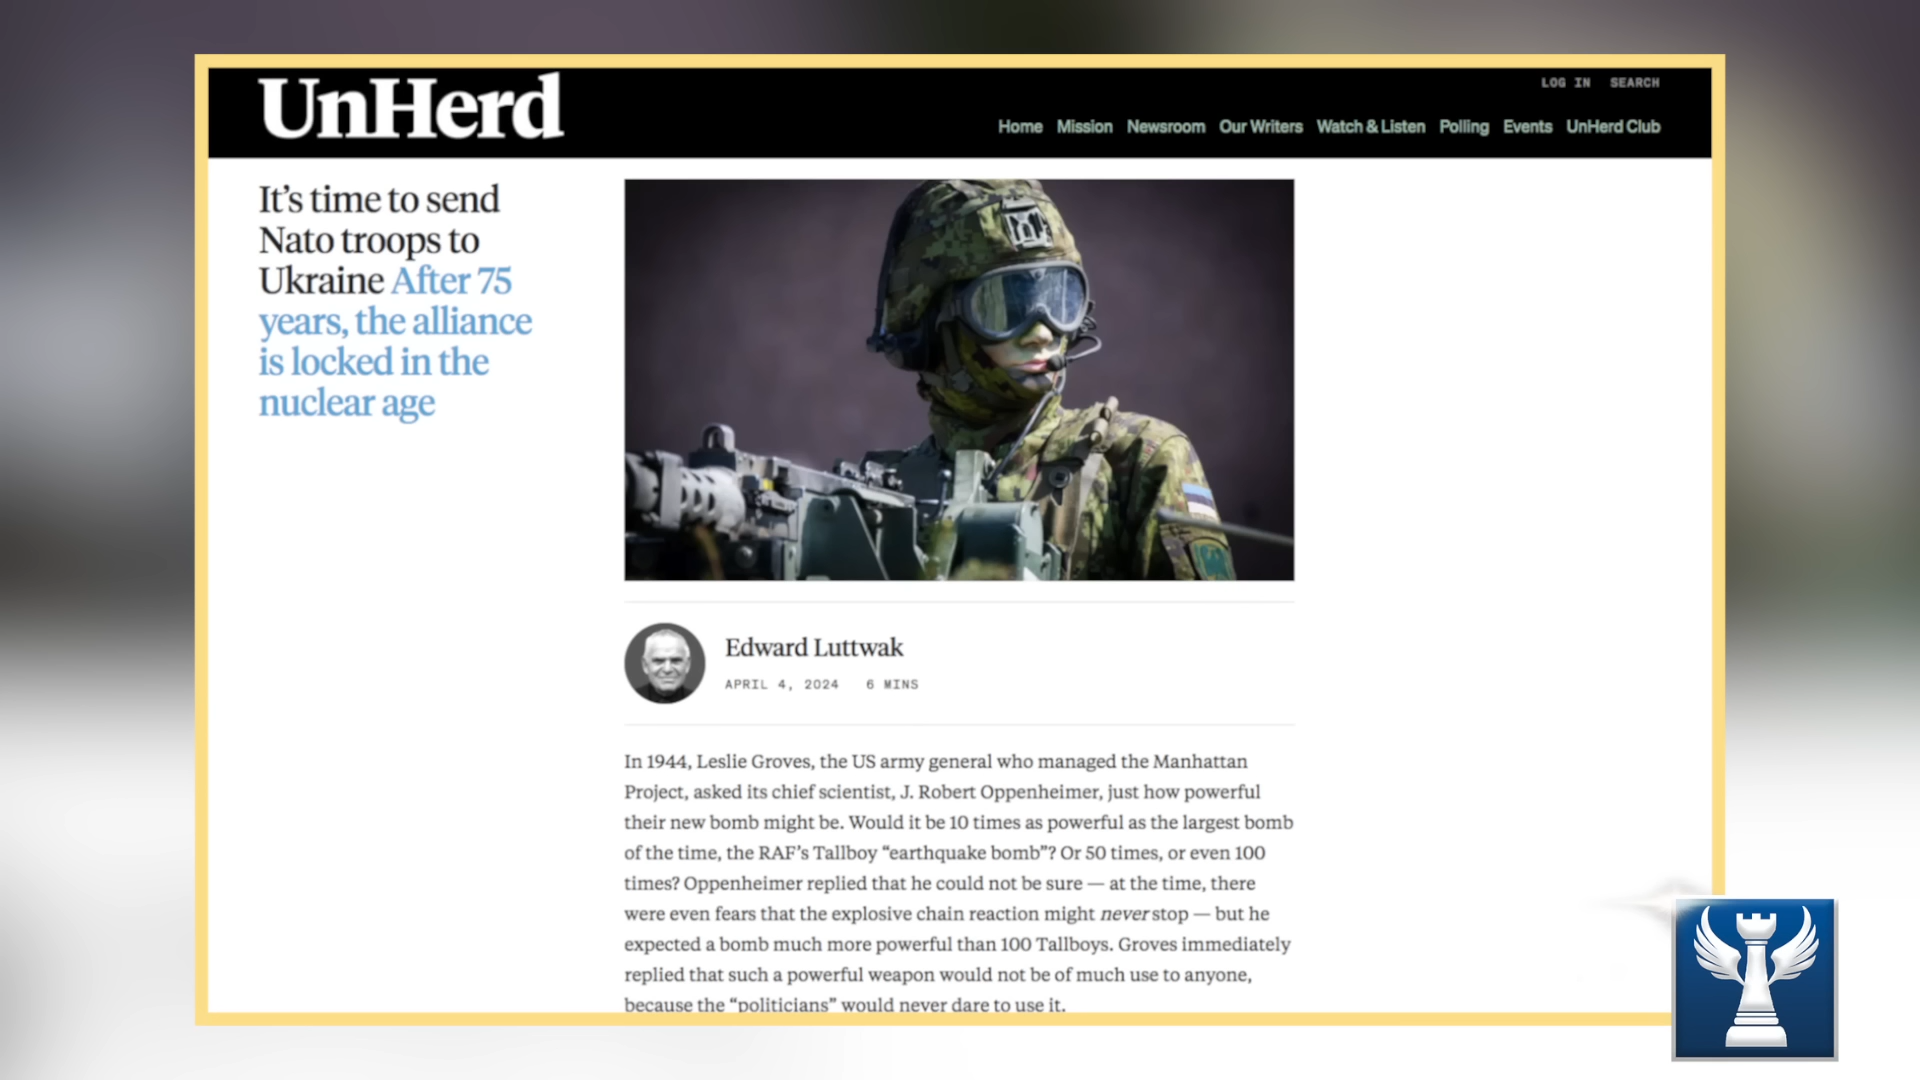 UnHerd
LOG IN SEARCH
Home Mission Newsroom Our Writers Watch & Listen Polling Events UnHerd Club
It’s time to send
Nato troops to
Ukraine After 75
years, the alliance
is locked in the
nuclear age
Edward Luttwak
APRIL 4, 2024 6 MINS
In 1944, Leslie Groves, the US army general who managed the Manhattan
Project, asked its chief scientist, J. Robert Oppenheimer, just how powerful
their new bomb might be. Would it be 10 times as powerful as the largest bomb
of the time, the RAF’s Tallboy “earthquake bomb”? Or 50 times, or even 100
times? Oppenheimer replied that he could not be sure — at the time, there
were even fears that the explosive chain reaction might never stop — but he
expected a bomb much more powerful than 100 Tallboys. Groves immediately
replied that such a powerful weapon would not be of much use to anyone,
because the “politicians” would never dare to use it.